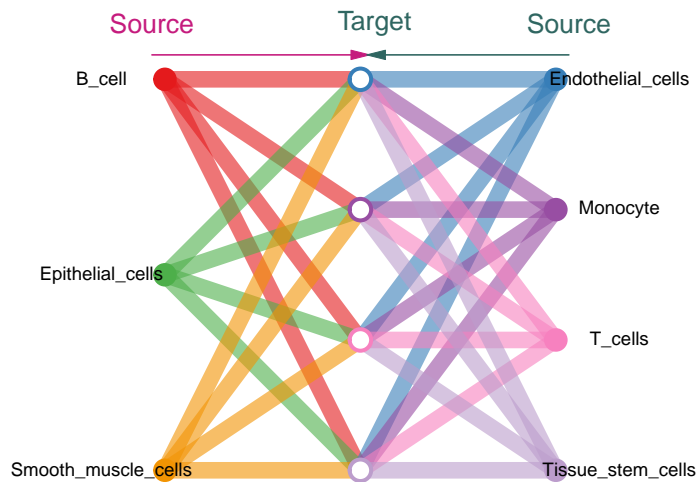 Source
Target
Source
B_cell
Endothelial_cells
Monocyte
Epithelial_cells
T_cells
Smooth_muscle_cells
Tissue_stem_cells